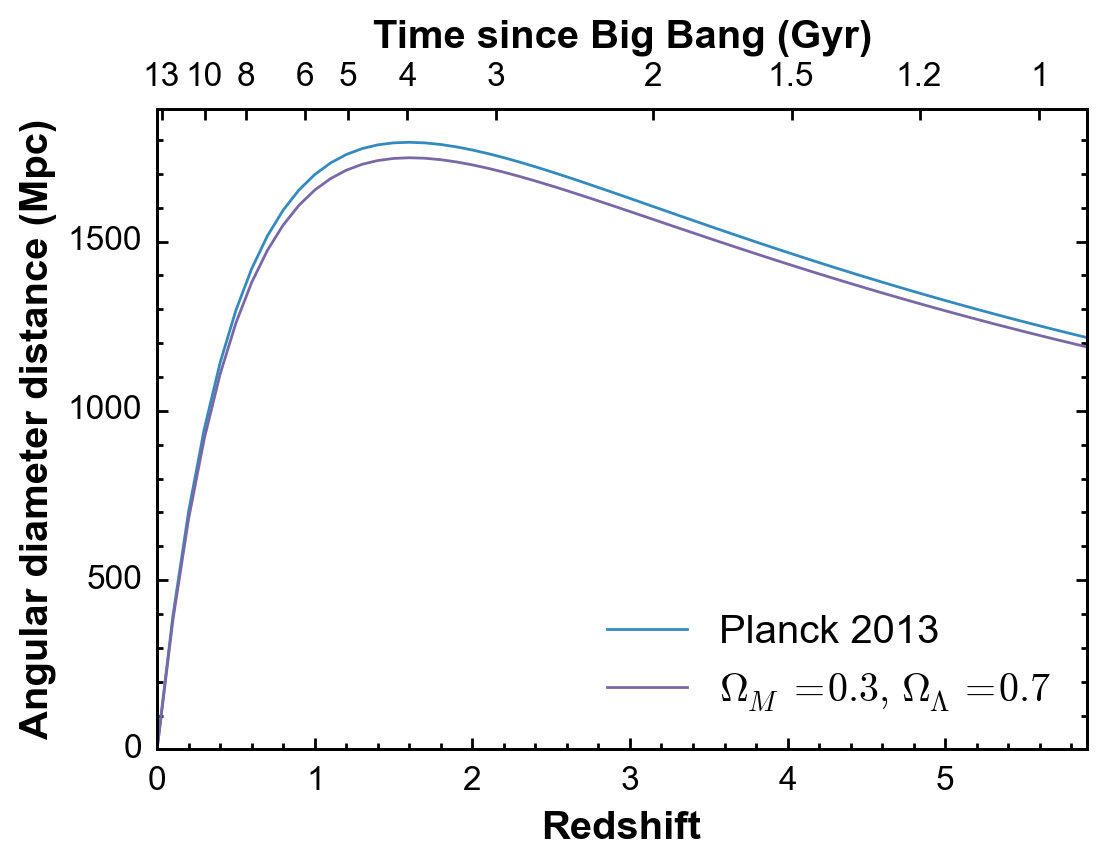 Time since Big Bang (Gyr)
13 10 8 6 5 4 3 2 1.5 1.2 1
Angular diameter distance (Mpc)
1500
1000
500
0
Planck 2013
Ω_M =0.3, Ω_Λ =0.7
0 1 2 3 4 5
Redshift